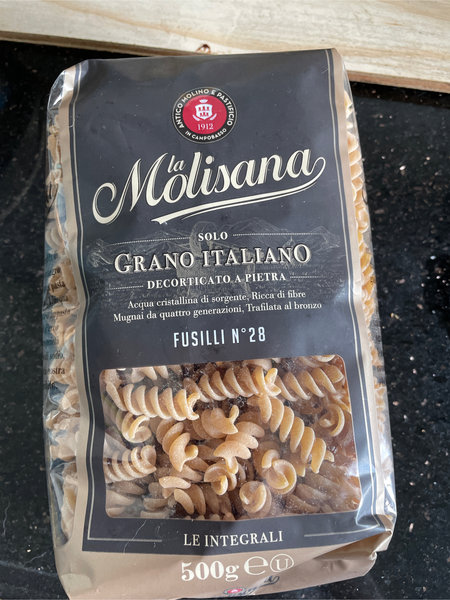 ANTICO MOLINO E PASTIFICIO
1912
IN CAMPOBASSO
la
Molisana
SOLO
GRANO ITALIANO
DECORTICATO A PIETRA
Acqua cristallina di sorgente, Ricca di fibre
Mugnai da quattro generazioni, Trafilata al bronzo
FUSILLI N°28
LE INTEGRALI
500g ℮ U